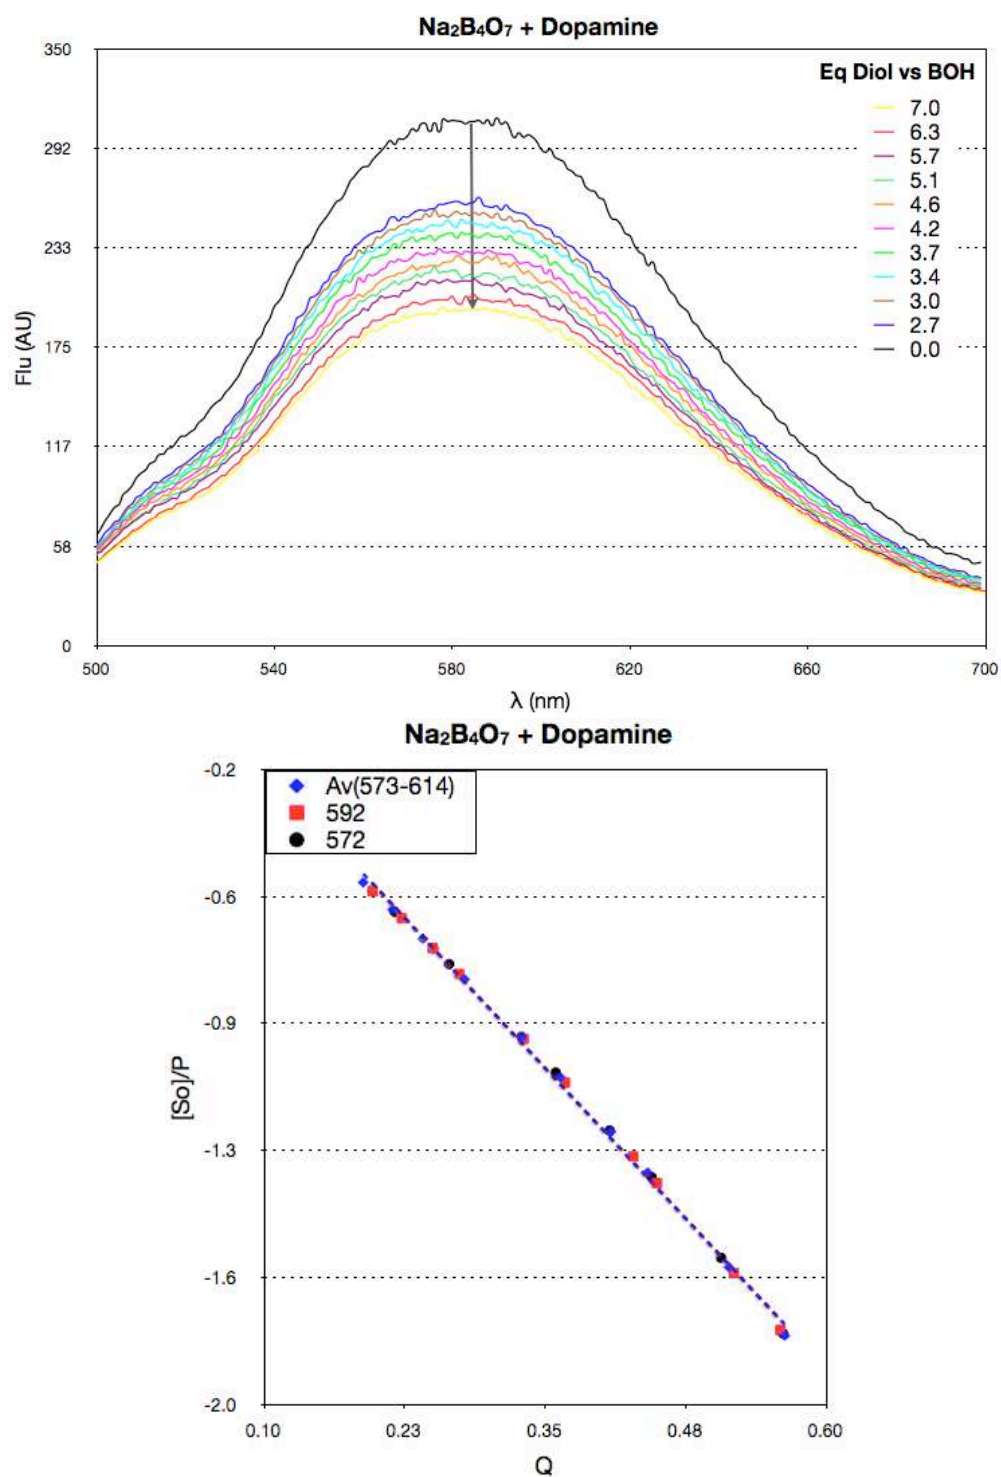 Na₂B₄O₇ + Dopamine
350
Eq Diol vs BOH
7.0
6.3
5.7
5.1
4.6
4.2
3.7
3.4
3.0
2.7
0.0
292
233
175
117
58
0
Flu (AU)
500 540 580 620 660 700
λ (nm)
Na₂B₄O₇ + Dopamine
-0.2
Av(573-614)
592
572
-0.6
-0.9
-1.3
-1.6
-2.0
[So]/P
0.10 0.23 0.35 0.48 0.60
Q